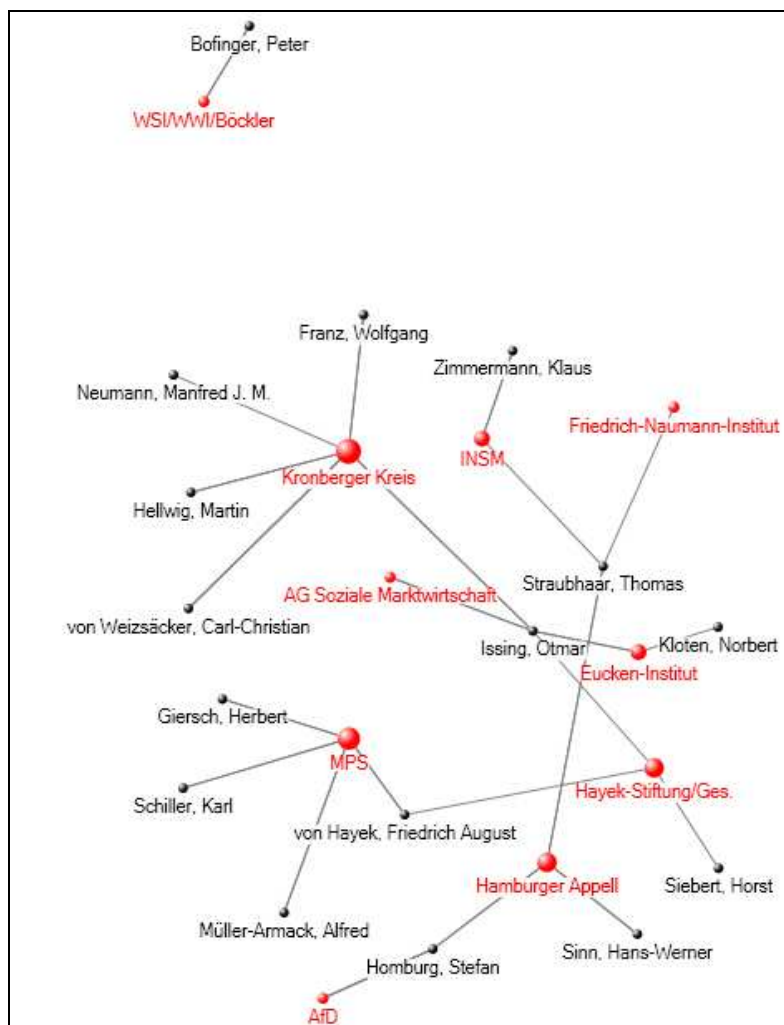 Bofinger, Peter
WSI/WWI/Böckler
Franz, Wolfgang
Zimmermann, Klaus
Neumann, Manfred J. M.
Friedrich-Naumann-Institut
INSM
Kronberger Kreis
Hellwig, Martin
Straubhaar, Thomas
AG Soziale Marktwirtschaft
von Weizsäcker, Carl-Christian
Issing, Otmar
Kloten, Norbert
Eucken-Institut
Giersch, Herbert
MPS
Hayek-Stiftung/Ges.
Schiller, Karl
von Hayek, Friedrich August
Siebert, Horst
Hamburger Appell
Müller-Armack, Alfred
Sinn, Hans-Werner
Homburg, Stefan
AfD